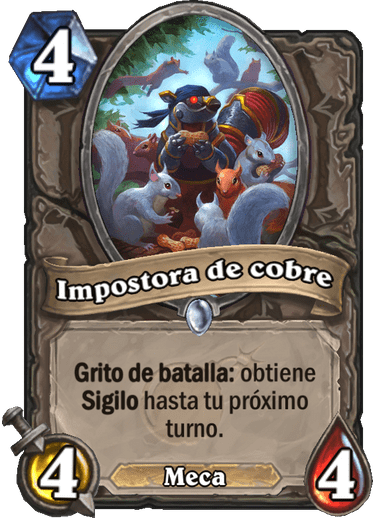 4
Impostora de cobre
Grito de batalla: obtiene
Sigilo hasta tu próximo
turno.
4
Meca
4